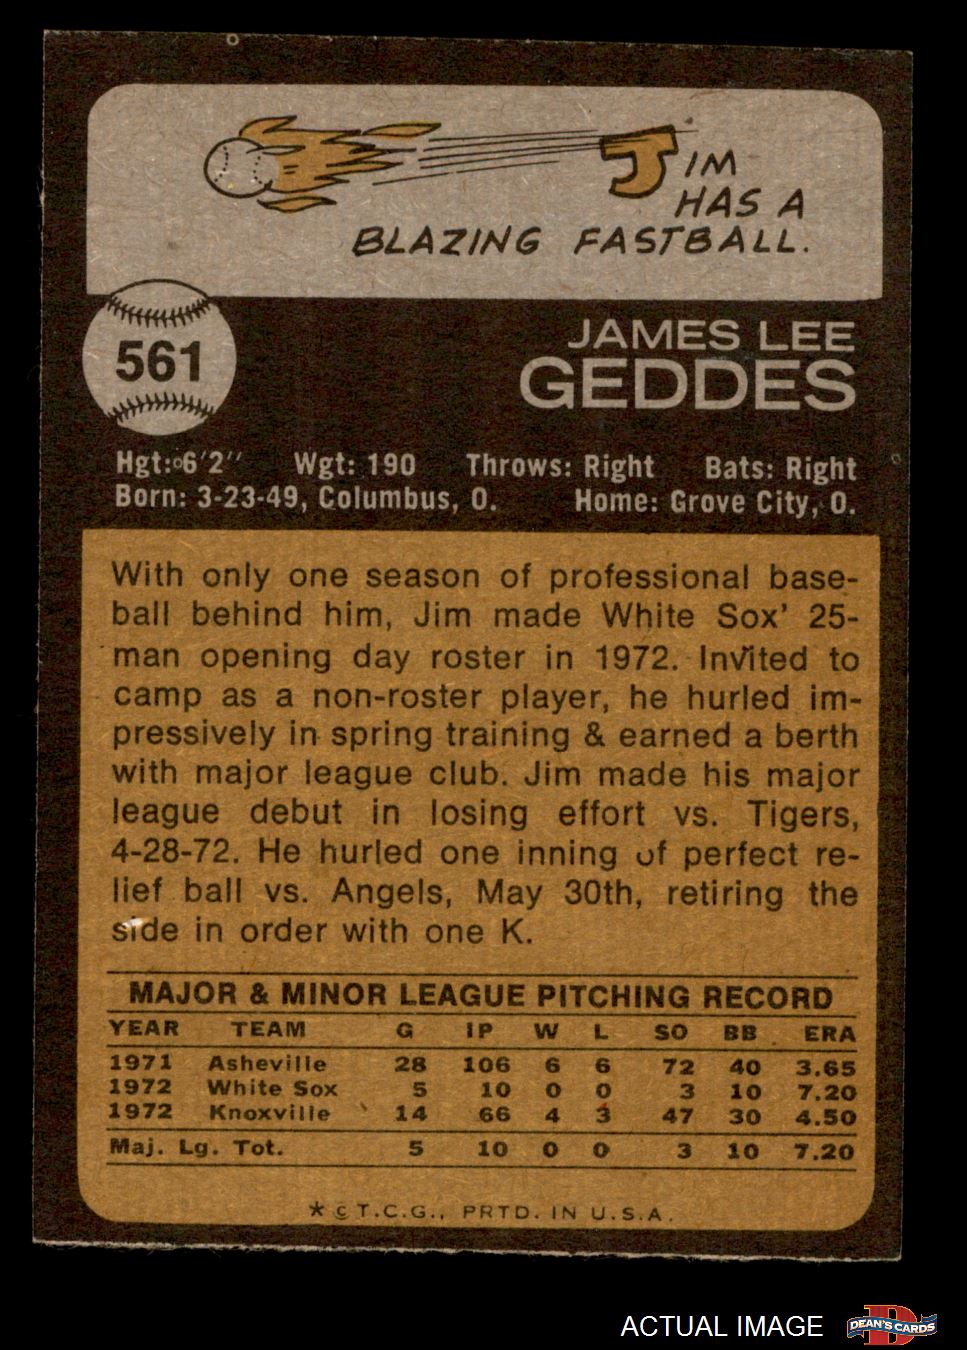 JIM
HAS A
BLAZING FASTBALL.
561
JAMES LEE
GEDDES
Hgt: 6'2" Wgt: 190 Throws: Right Bats: Right
Born: 3-23-49, Columbus, O. Home: Grove City, O.
With only one season of professional base-
ball behind him, Jim made White Sox' 25-
man opening day roster in 1972. Invited to
camp as a non-roster player, he hurled im-
pressively in spring training & earned a berth
with major league club. Jim made his major
league debut in losing effort vs. Tigers,
4-28-72. He hurled one inning of perfect re-
lief ball vs. Angels, May 30th, retiring the
side in order with one K.
MAJOR & MINOR LEAGUE PITCHING RECORD
YEAR TEAM G IP W L SO BB ERA
1971 Asheville 28 106 6 6 72 40 3.65
1972 White Sox 5 10 0 0 3 10 7.20
1972 Knoxville 14 66 4 3 47 30 4.50
Maj. Lg. Tot. 5 10 0 0 3 10 7.20
* © T.C.G., PRTD. IN U.S.A.
ACTUAL IMAGE
DEAN'S CARDS